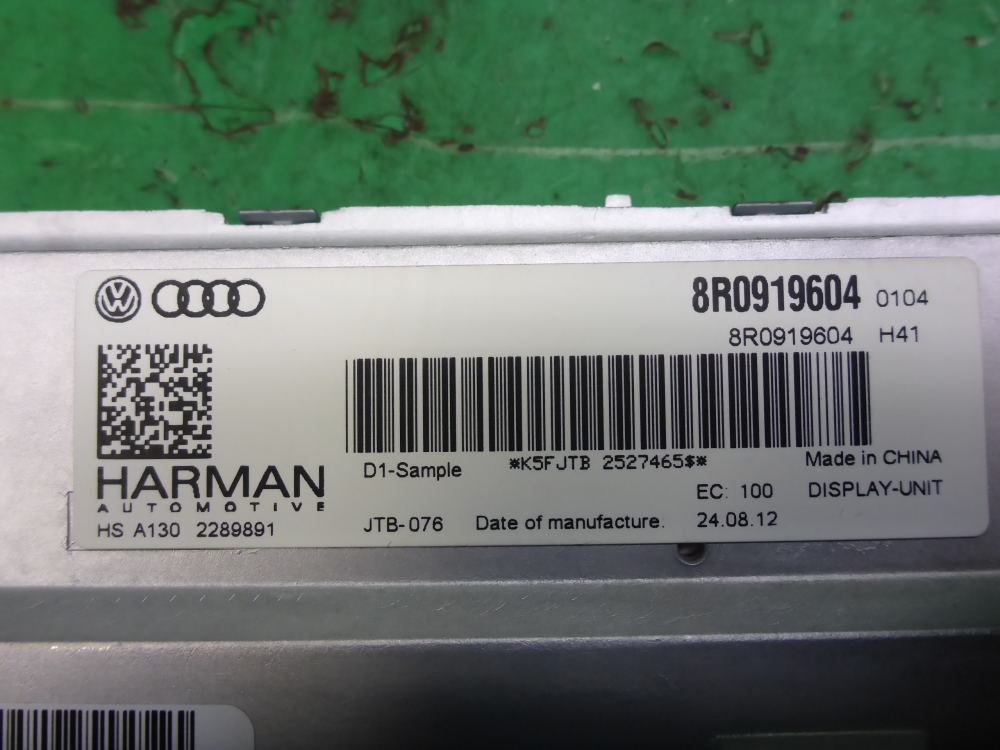 8R0919604 0104
8R0919604 H41
D1-Sample *K5FJTB 2527465$* Made in CHINA
HARMAN
AUTOMOTIVE
EC: 100 DISPLAY-UNIT
HS A130 2289891 JTB-076 Date of manufacture. 24.08.12